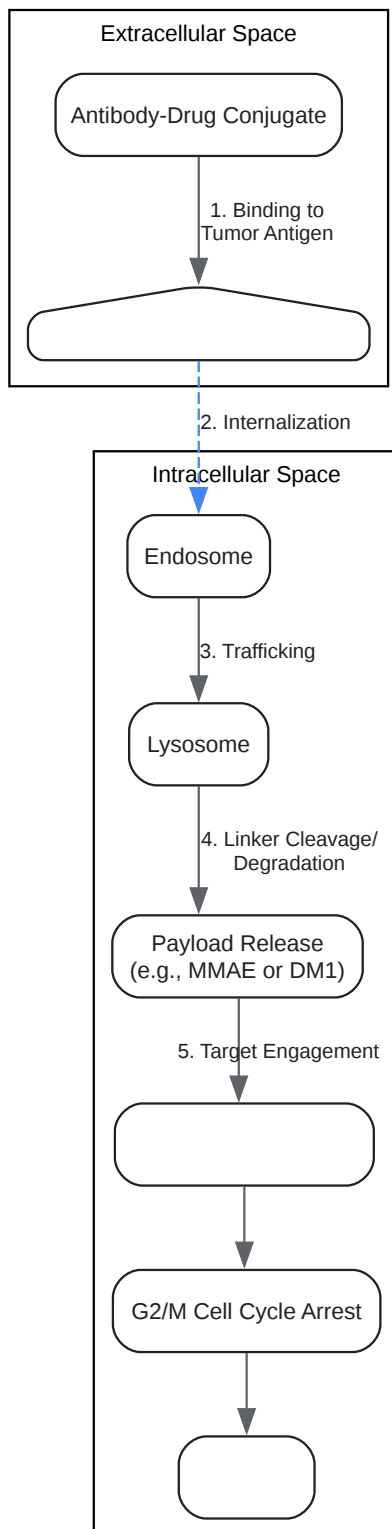 Extracellular Space
Antibody-Drug Conjugate
1. Binding to
Tumor Antigen
2. Internalization
Intracellular Space
Endosome
3. Trafficking
Lysosome
4. Linker Cleavage/
Degradation
Payload Release
(e.g., MMAE or DM1)
5. Target Engagement
G2/M Cell Cycle Arrest